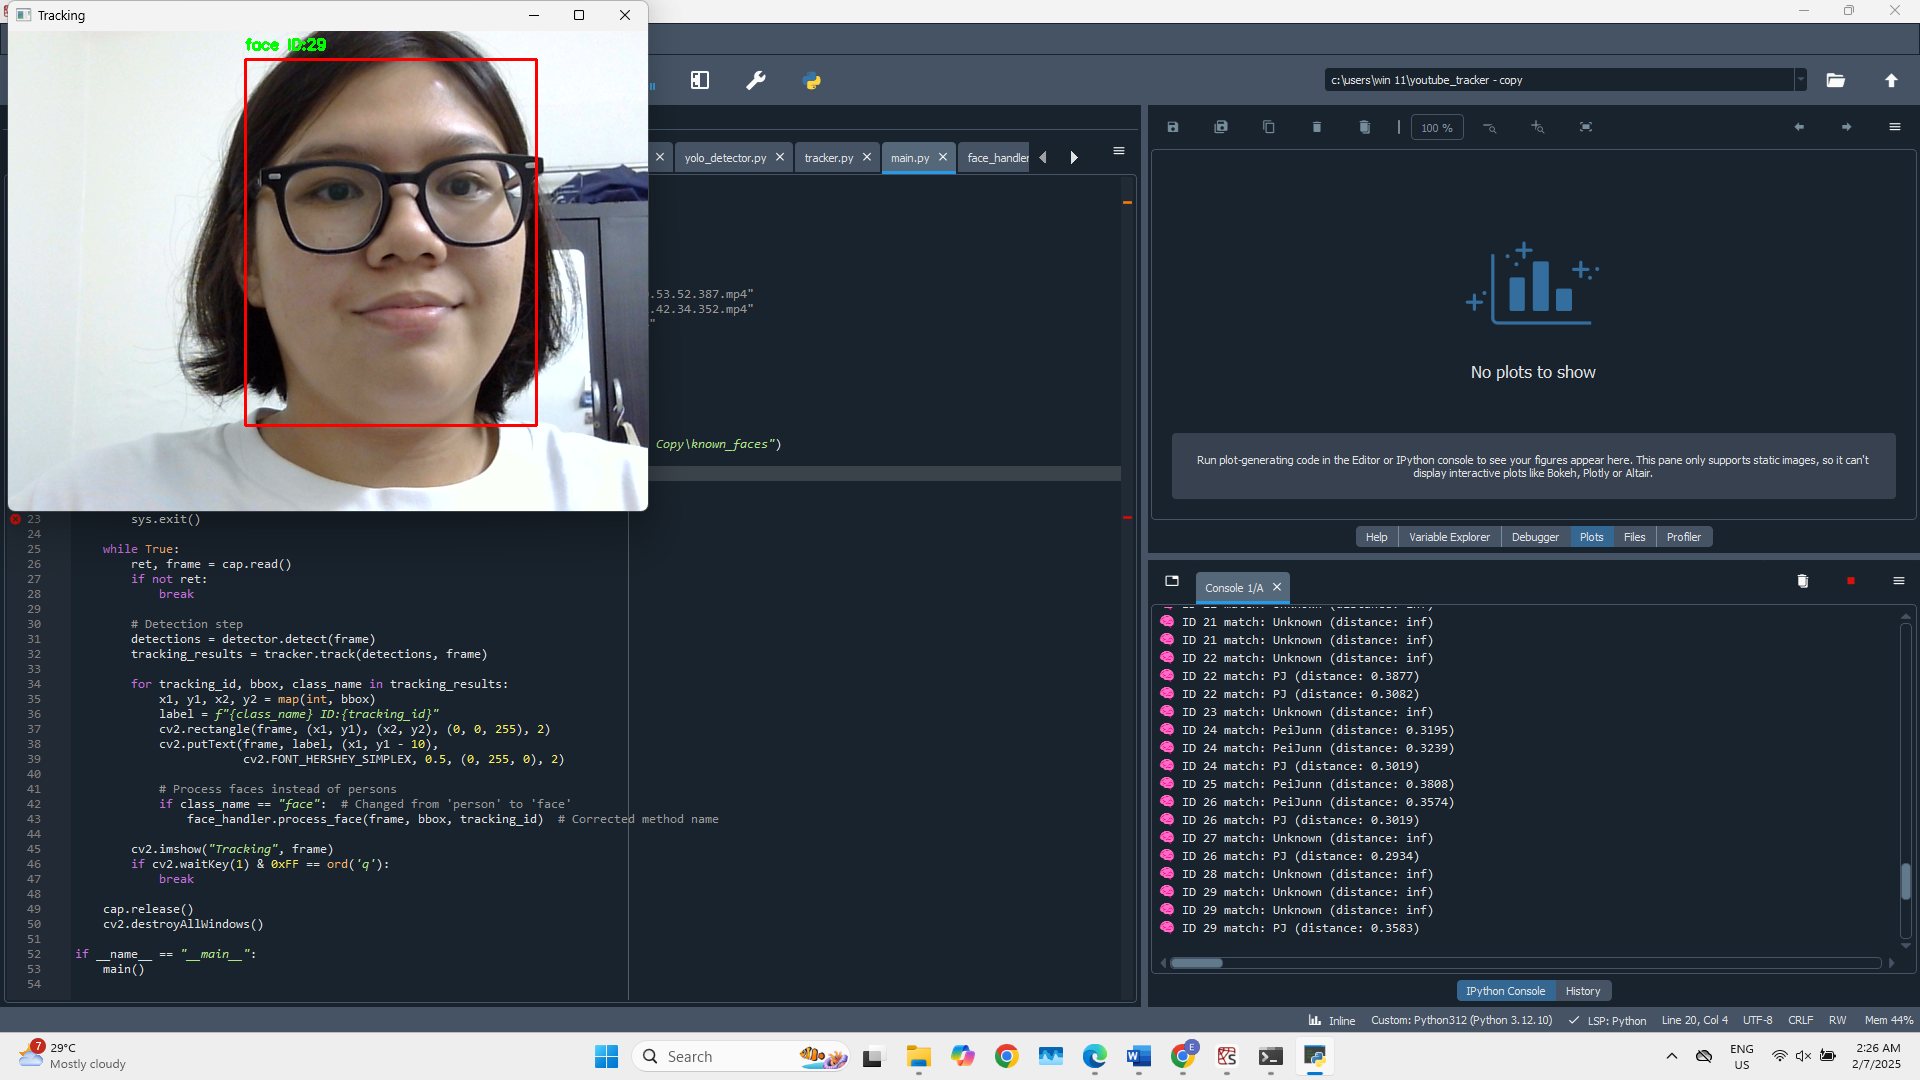 Tracking
face ID:29
c:\users\win 11\youtube_tracker - copy
100 %
yolo_detector.py
tracker.py
main.py
face_handler
.53.52.387.mp4"
.42.34.352.mp4"
"
Copy\known_faces")
23 sys.exit()
24
25 while True:
26 ret, frame = cap.read()
27 if not ret:
28 break
29
30 # Detection step
31 detections = detector.detect(frame)
32 tracking_results = tracker.track(detections, frame)
33
34 for tracking_id, bbox, class_name in tracking_results:
35 x1, y1, x2, y2 = map(int, bbox)
36 label = f"{class_name} ID:{tracking_id}"
37 cv2.rectangle(frame, (x1, y1), (x2, y2), (0, 0, 255), 2)
38 cv2.putText(frame, label, (x1, y1 - 10),
39 cv2.FONT_HERSHEY_SIMPLEX, 0.5, (0, 255, 0), 2)
40
41 # Process faces instead of persons
42 if class_name == "face":  # Changed from 'person' to 'face'
43 face_handler.process_face(frame, bbox, tracking_id)  # Corrected method name
44
45 cv2.imshow("Tracking", frame)
46 if cv2.waitKey(1) & 0xFF == ord('q'):
47 break
48
49 cap.release()
50 cv2.destroyAllWindows()
51
52 if __name__ == "__main__":
53 main()
54
No plots to show
Run plot-generating code in the Editor or IPython console to see your figures appear here. This pane only supports static images, so it can't
display interactive plots like Bokeh, Plotly or Altair.
Help
Variable Explorer
Debugger
Plots
Files
Profiler
Console 1/A
ID 21 match: Unknown (distance: inf)
ID 21 match: Unknown (distance: inf)
ID 22 match: Unknown (distance: inf)
ID 22 match: PJ (distance: 0.3877)
ID 22 match: PJ (distance: 0.3082)
ID 23 match: Unknown (distance: inf)
ID 24 match: PeiJunn (distance: 0.3195)
ID 24 match: PeiJunn (distance: 0.3239)
ID 24 match: PJ (distance: 0.3019)
ID 25 match: PeiJunn (distance: 0.3808)
ID 26 match: PeiJunn (distance: 0.3574)
ID 26 match: PJ (distance: 0.3019)
ID 27 match: Unknown (distance: inf)
ID 26 match: PJ (distance: 0.2934)
ID 28 match: Unknown (distance: inf)
ID 29 match: Unknown (distance: inf)
ID 29 match: Unknown (distance: inf)
ID 29 match: PJ (distance: 0.3583)
IPython Console
History
Inline
Custom: Python312 (Python 3.12.10)
LSP: Python
Line 20, Col 4
UTF-8
CRLF
RW
Mem 44%
7
29°C
Mostly cloudy
Search
E
ENG
US
2:26 AM
2/7/2025